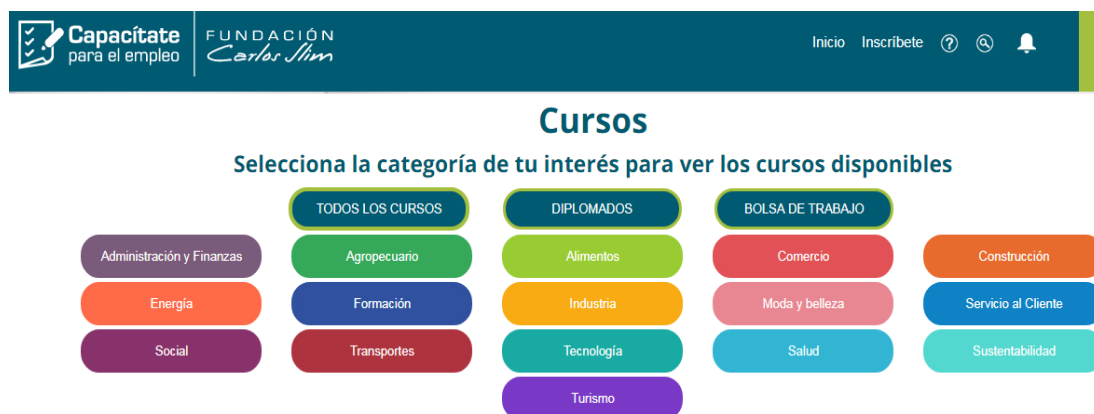 Capacítate
para el empleo
FUNDACIÓN
Carlos Slim
Inicio Inscríbete ?
Cursos
Selecciona la categoría de tu interés para ver los cursos disponibles
TODOS LOS CURSOS DIPLOMADOS BOLSA DE TRABAJO
Administración y Finanzas Agropecuario Alimentos Comercio Construcción
Energía Formación Industria Moda y belleza Servicio al Cliente
Social Transportes Tecnología Salud Sustentabilidad
Turismo